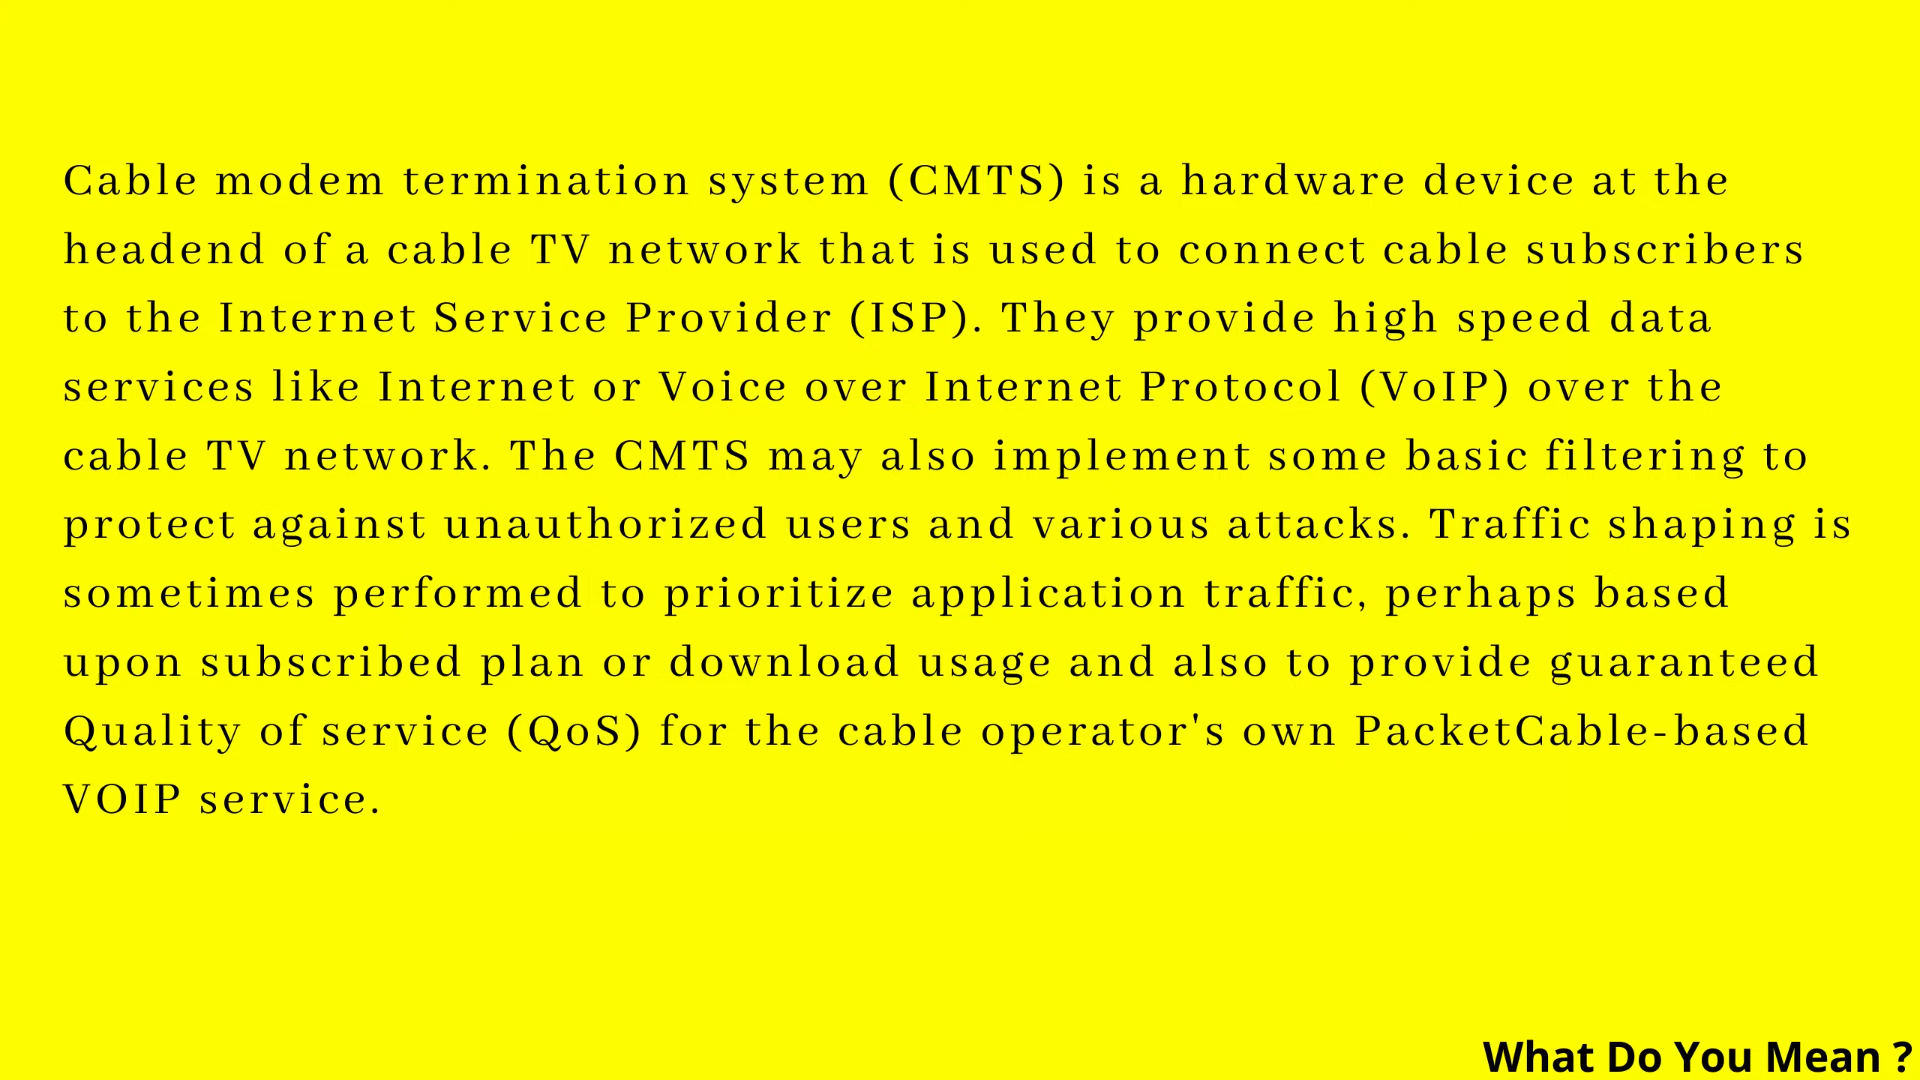 Cable modem termination system (CMTS) is a hardware device at the
headend of a cable TV network that is used to connect cable subscribers
to the Internet Service Provider (ISP). They provide high speed data
services like Internet or Voice over Internet Protocol (VoIP) over the
cable TV network. The CMTS may also implement some basic filtering to
protect against unauthorized users and various attacks. Traffic shaping is
sometimes performed to prioritize application traffic, perhaps based
upon subscribed plan or download usage and also to provide guaranteed
Quality of service (QoS) for the cable operator's own PacketCable-based
VOIP service.
What Do You Mean ?